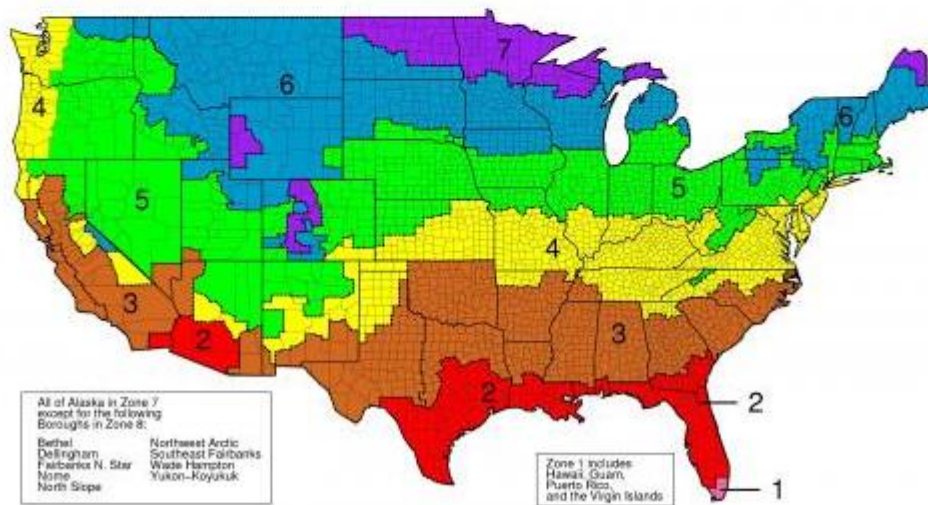 7
6
6
4
5
5
4
3
3
2
2
2
1
All of Alaska in Zone 7
except for the following
Boroughs in Zone 8:
Bethel Northwest Arctic
Dellingham Southeast Fairbanks
Fairbanks N. Star Wade Hampton
Nome Yukon-Koyukuk
North Slope
Zone 1 includes
Hawaii, Guam,
Puerto Rico,
and the Virgin Islands